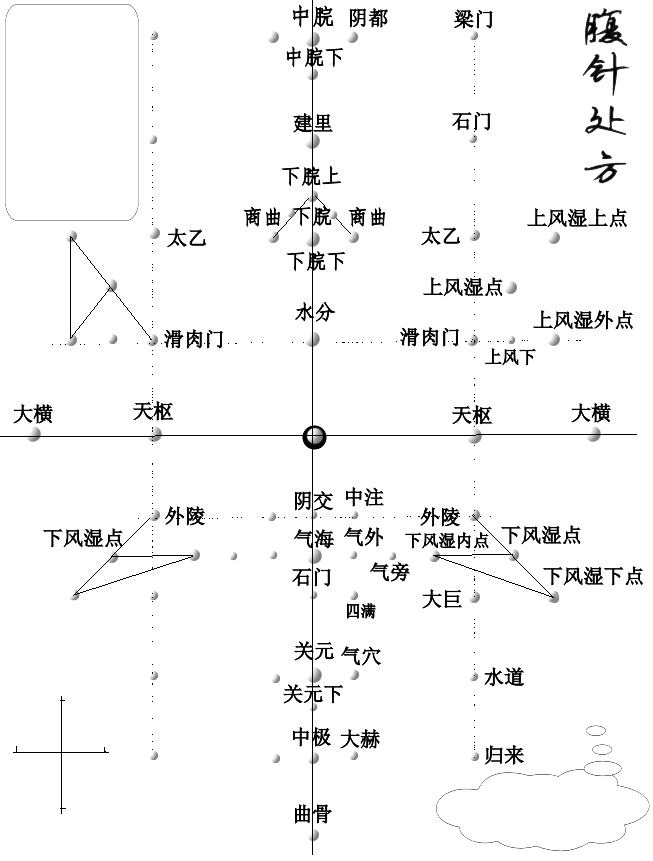 腹针处方
中脘 阴都 梁门
中脘下
建里 石门
下脘上
商曲 下脘 商曲 上风湿上点
太乙 太乙
下脘下
上风湿点
水分 上风湿外点
滑肉门 滑肉门
上风下
大横 天枢 天枢 大横
阴交 中注
外陵 外陵
下风湿点 气海 气外 下风湿内点 下风湿点
石门 气旁 下风湿下点
四满 大巨
关元 气穴
水道
关元下
中极 大赫
归来
曲骨